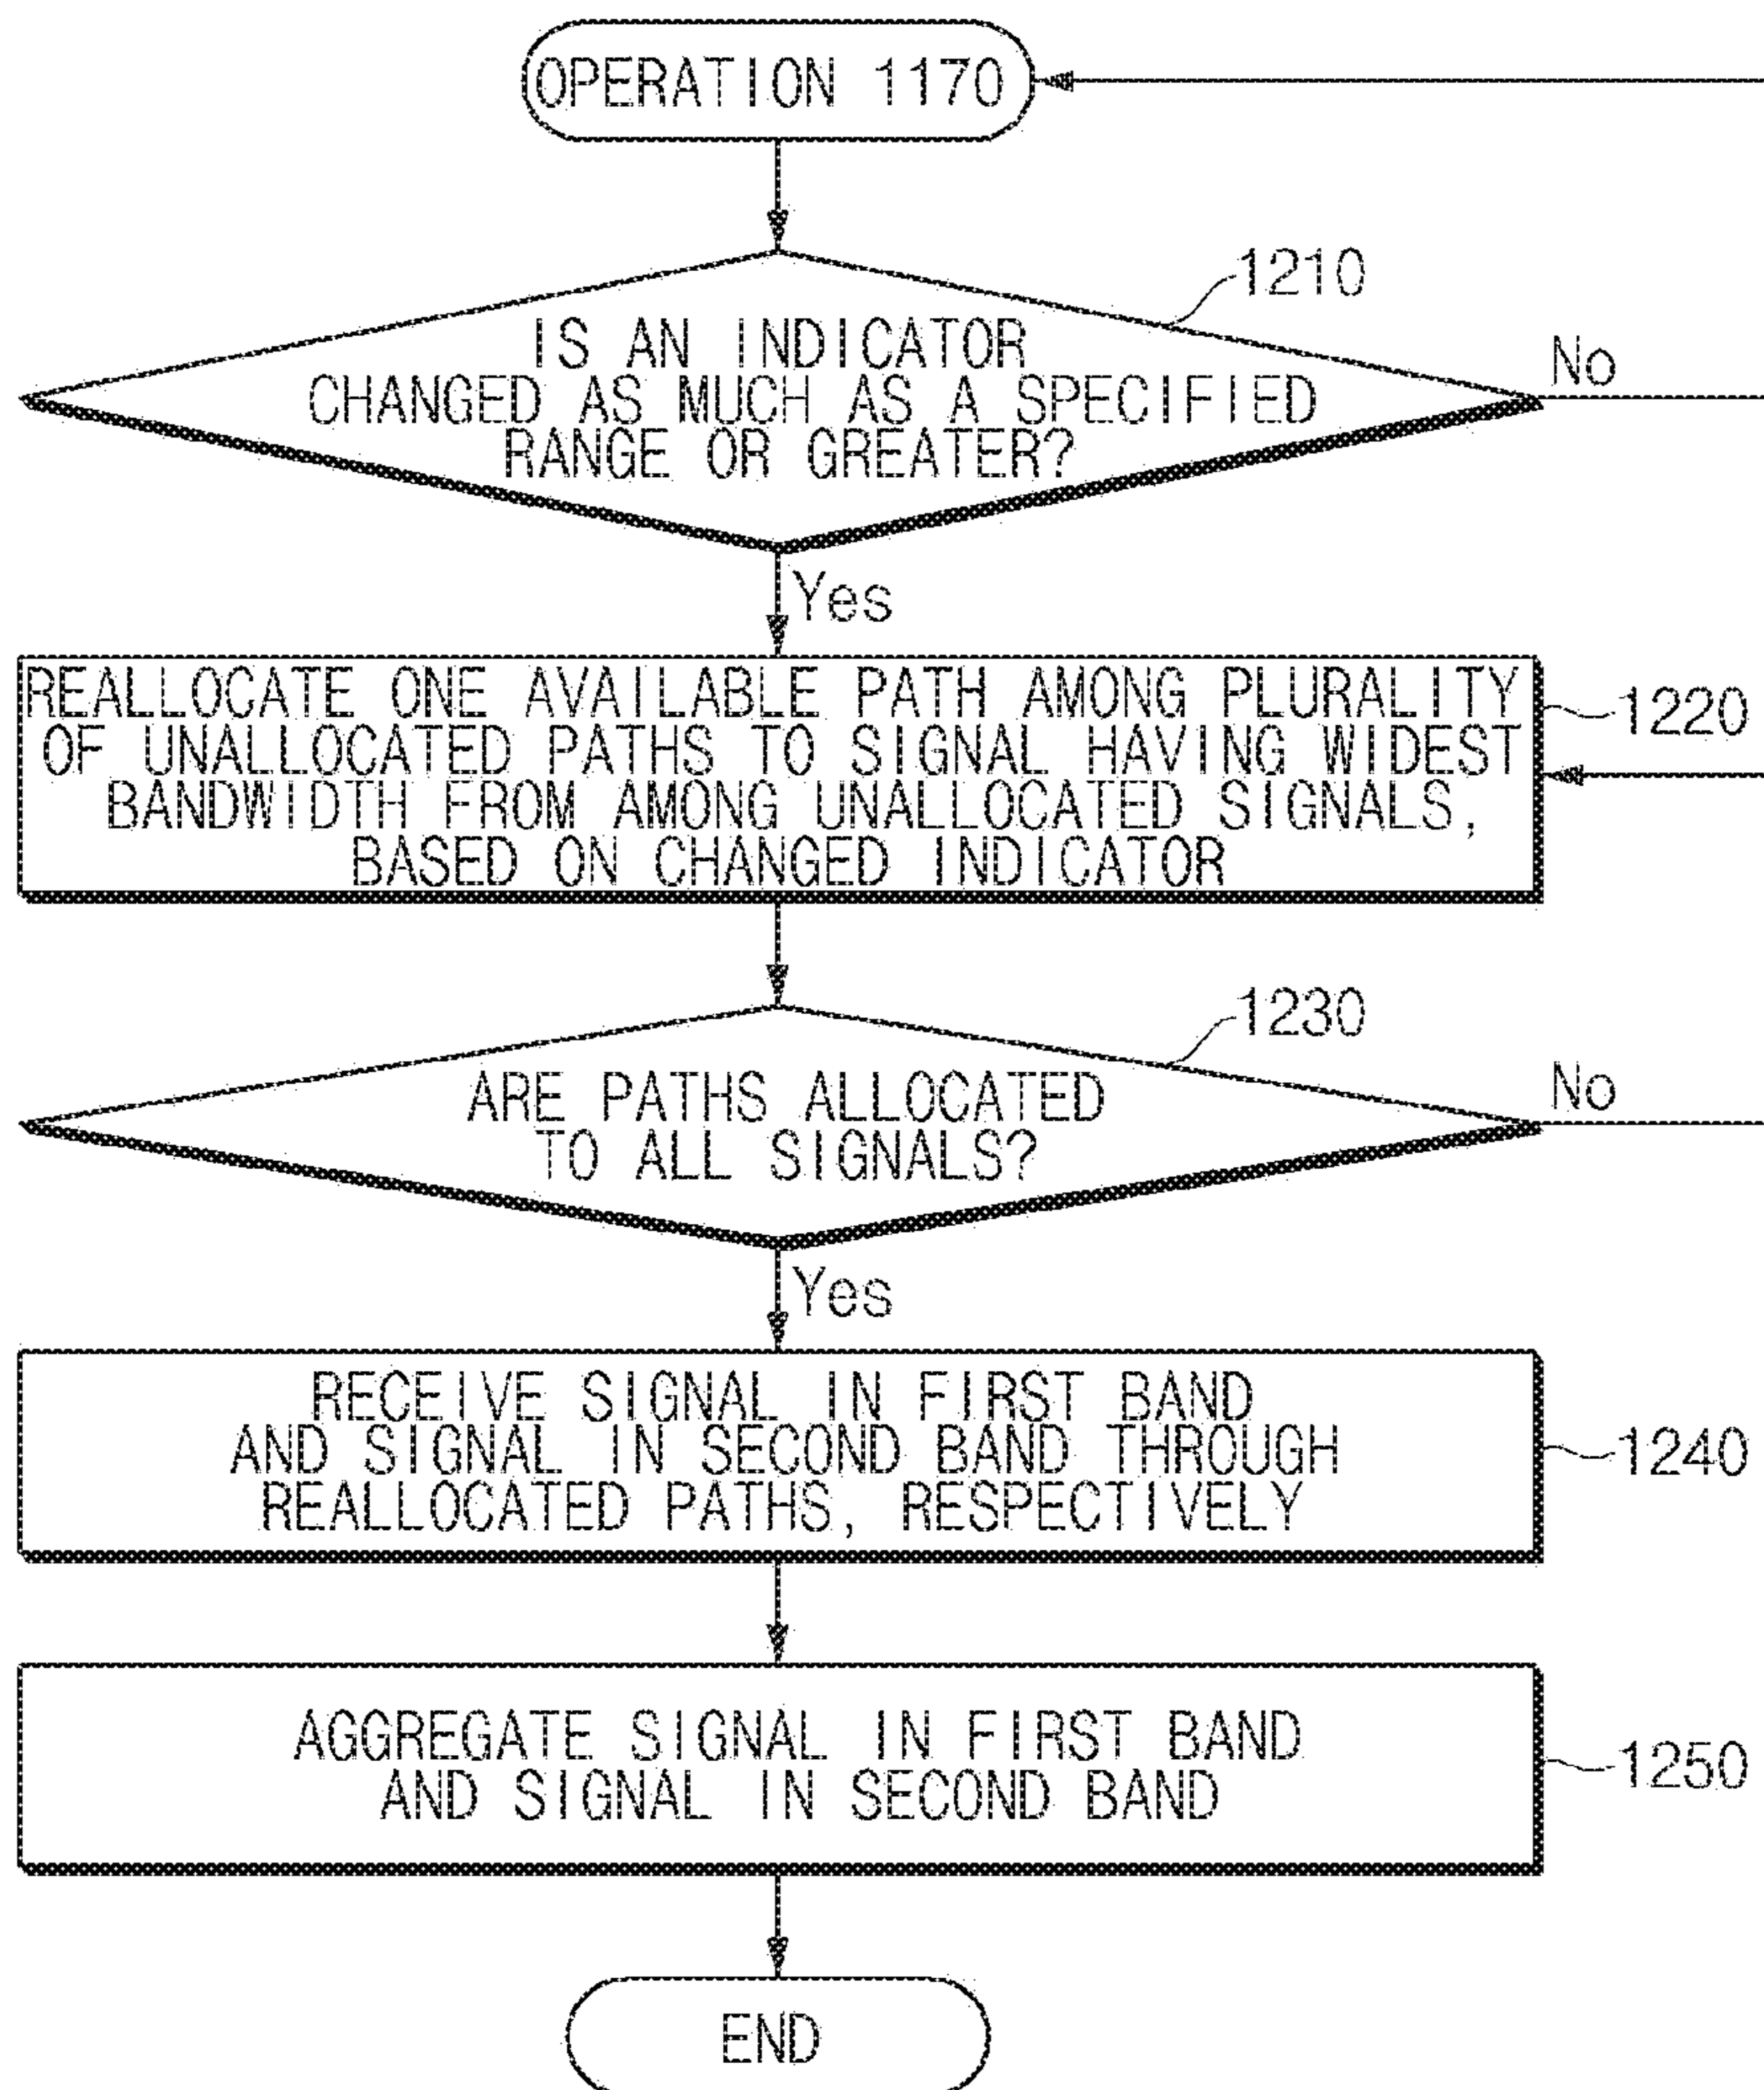 OPERATION 1170
1210
IS AN INDICATOR
CHANGED AS MUCH AS A SPECIFIED
RANGE OR GREATER?
No
Yes
REALLOCATE ONE AVAILABLE PATH AMONG PLURALITY
OF UNALLOCATED PATHS TO SIGNAL HAVING WIDEST
BANDWIDTH FROM AMONG UNALLOCATED SIGNALS,
BASED ON CHANGED INDICATOR
1220
1230
ARE PATHS ALLOCATED
TO ALL SIGNALS?
No
Yes
RECEIVE SIGNAL IN FIRST BAND
AND SIGNAL IN SECOND BAND THROUGH
REALLOCATED PATHS, RESPECTIVELY
1240
AGGREGATE SIGNAL IN FIRST BAND
AND SIGNAL IN SECOND BAND
1250
END